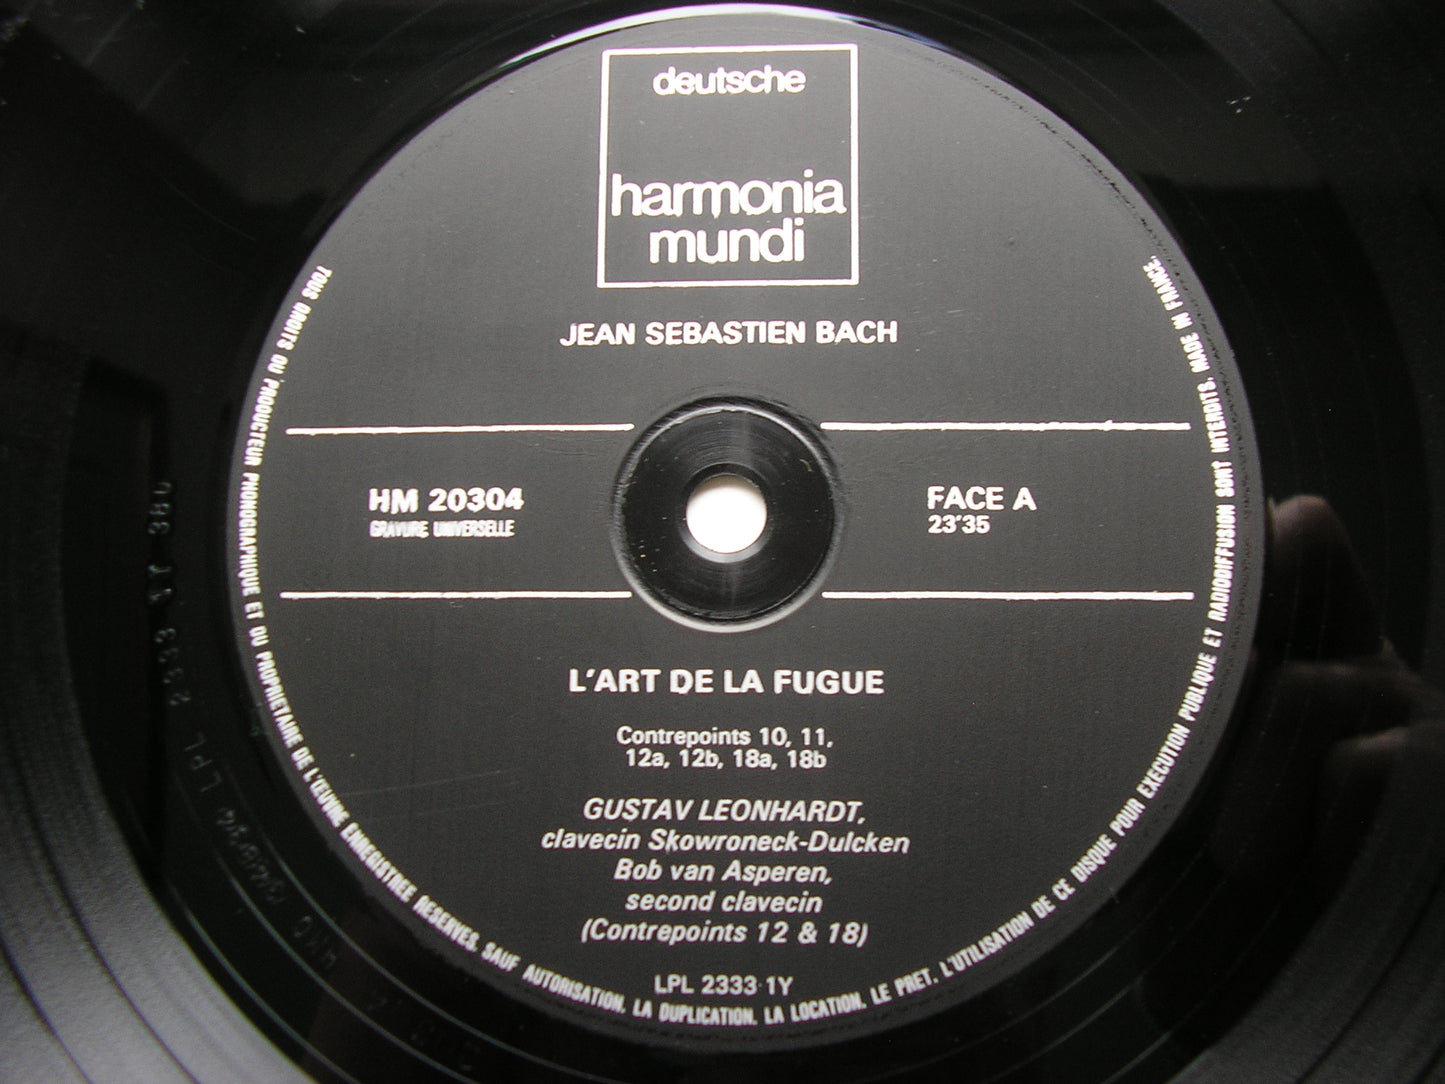 deutsche
harmonia
mundi
JEAN SEBASTIEN BACH
HM 20304
GRAVURE UNIVERSELLE
FACE A
23'35
L'ART DE LA FUGUE
Contrepoints 10, 11,
12a, 12b, 18a, 18b
GUSTAV LEONHARDT,
clavecin Skowroneck-Dulcken
Bob van Asperen,
second clavecin
(Contrepoints 12 & 18)
LPL 2333 1Y
TOUS DROITS DU PRODUCTEUR PHONOGRAPHIQUE ET DU PROPRIETAIRE DE L'ŒUVRE ENREGISTREE RESERVES. SAUF AUTORISATION, LA DUPLICATION, LA LOCATION, LE PRET, L'UTILISATION DE CE DISQUE POUR EXECUTION PUBLIQUE ET RADIODIFFUSION SONT INTERDITS. MADE IN FRANCE.
LPL 2333
380